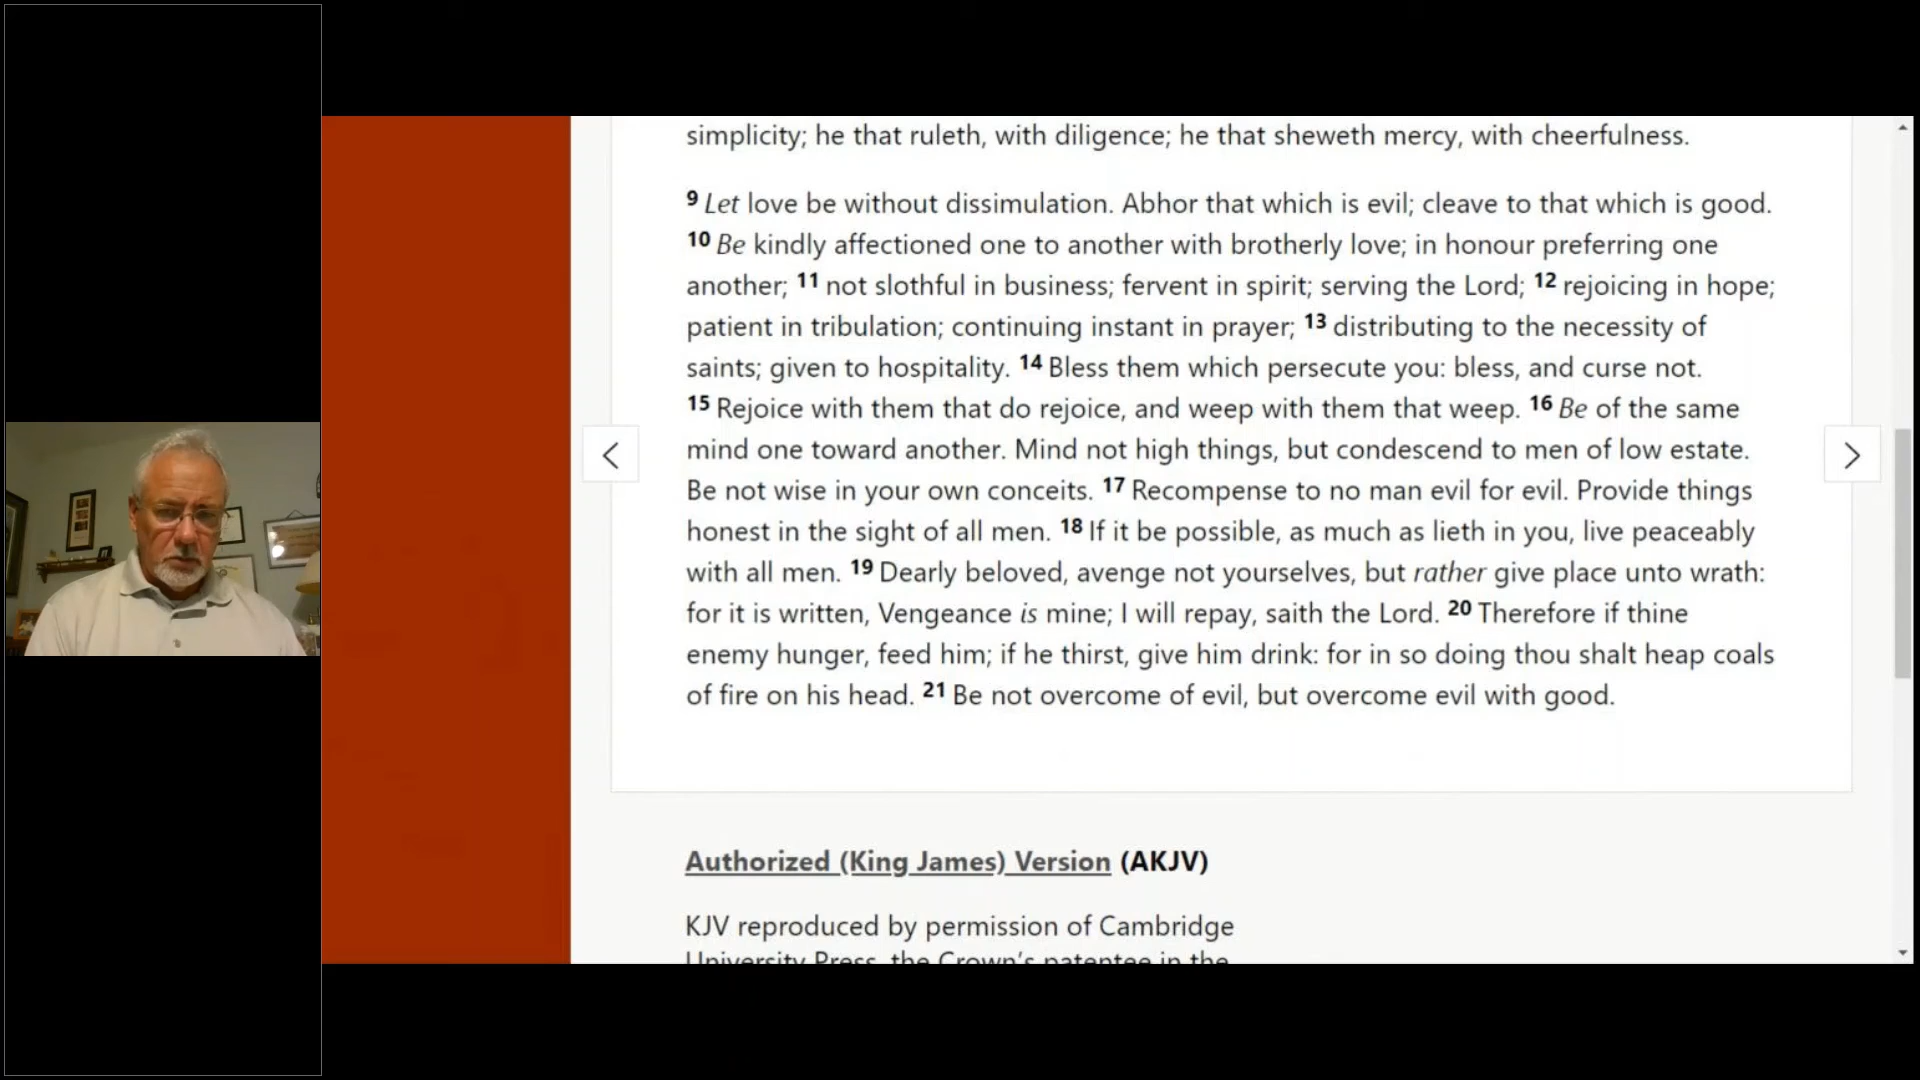 simplicity; he that ruleth, with diligence; he that sheweth mercy, with cheerfulness.
9 Let love be without dissimulation. Abhor that which is evil; cleave to that which is good.
10 Be kindly affectioned one to another with brotherly love; in honour preferring one
another; 11 not slothful in business; fervent in spirit; serving the Lord; 12 rejoicing in hope;
patient in tribulation; continuing instant in prayer; 13 distributing to the necessity of
saints; given to hospitality. 14 Bless them which persecute you: bless, and curse not.
15 Rejoice with them that do rejoice, and weep with them that weep. 16 Be of the same
mind one toward another. Mind not high things, but condescend to men of low estate.
Be not wise in your own conceits. 17 Recompense to no man evil for evil. Provide things
honest in the sight of all men. 18 If it be possible, as much as lieth in you, live peaceably
with all men. 19 Dearly beloved, avenge not yourselves, but rather give place unto wrath:
for it is written, Vengeance is mine; I will repay, saith the Lord. 20 Therefore if thine
enemy hunger, feed him; if he thirst, give him drink: for in so doing thou shalt heap coals
of fire on his head. 21 Be not overcome of evil, but overcome evil with good.
Authorized (King James) Version (AKJV)
KJV reproduced by permission of Cambridge
University Press, the Crown's patentee in the